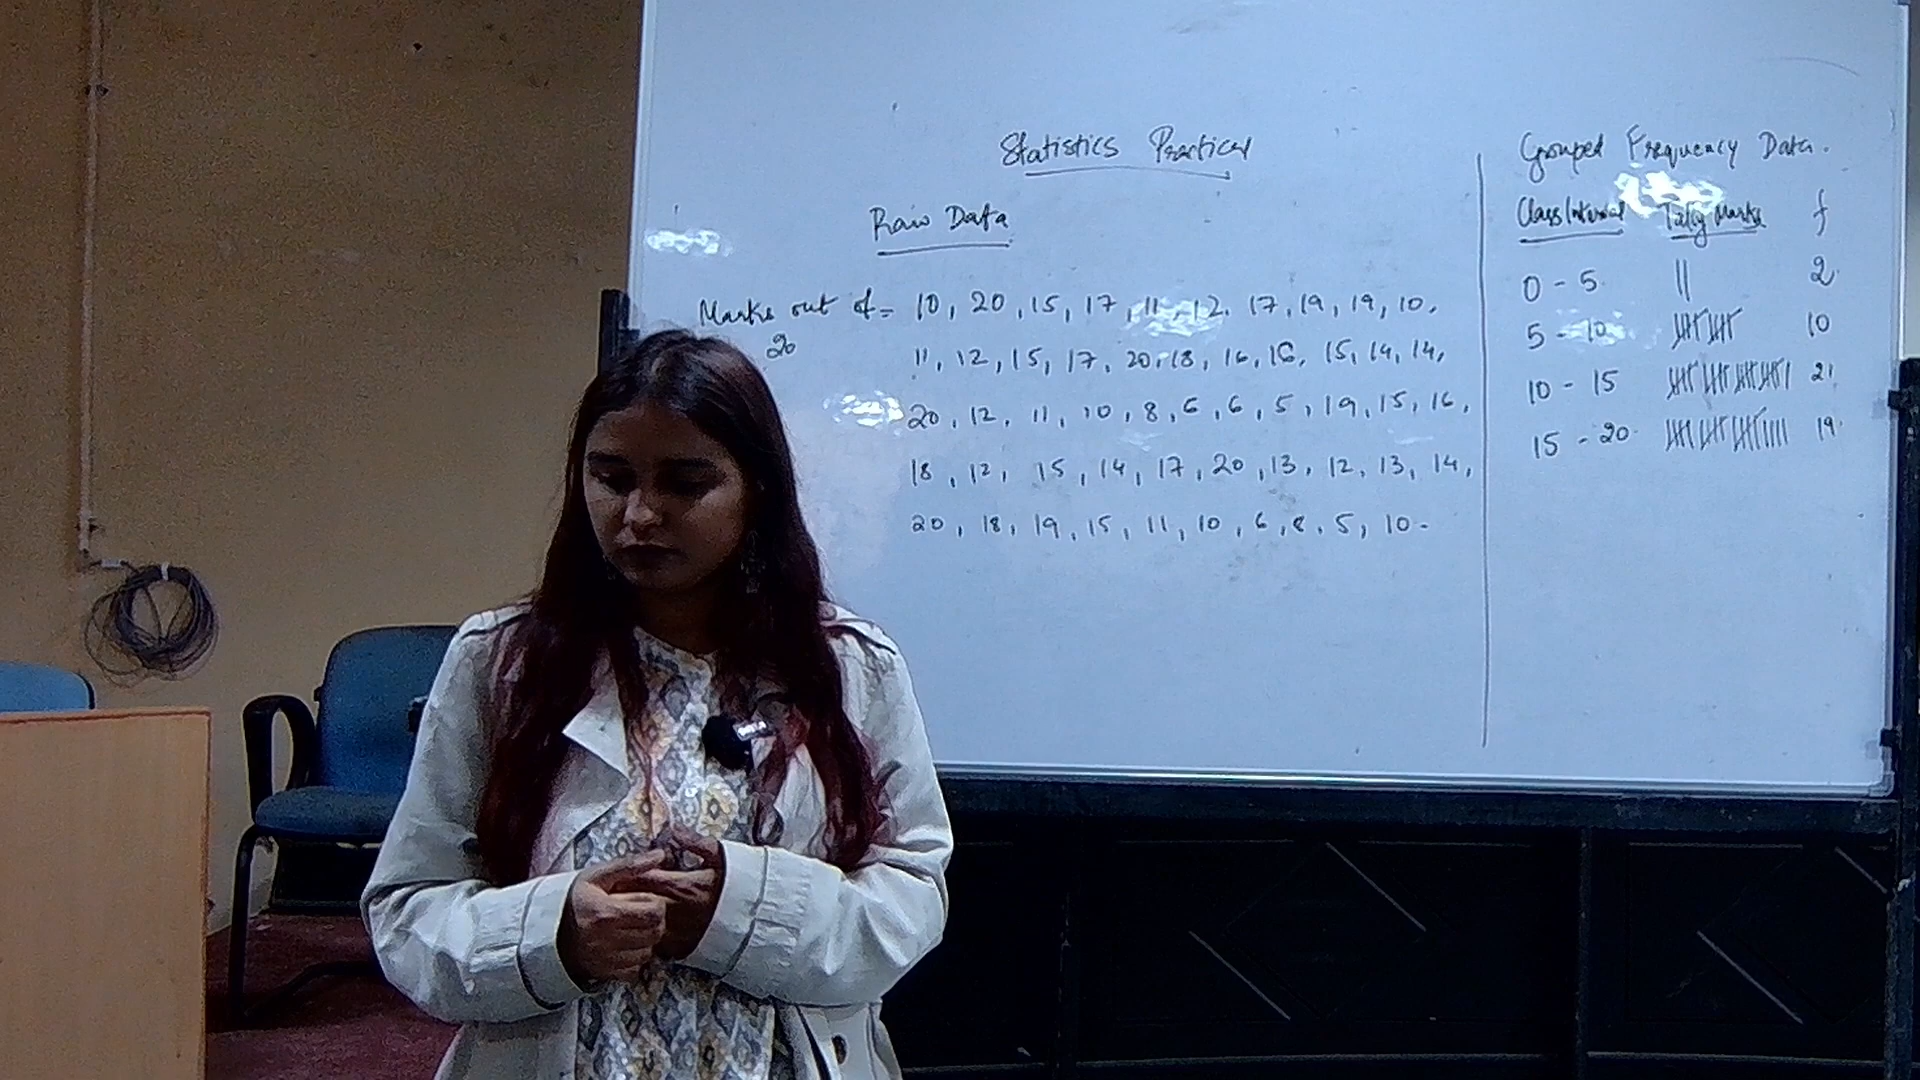 Statistics Practical
Raw Data
Marks out of = 10, 20, 15, 17, 11, 12, 17, 19, 19, 10,
20
11, 12, 15, 17, 20, 18, 16, 16, 15, 14, 14,
20, 12, 11, 10, 8, 6, 6, 5, 19, 15, 16,
18, 12, 15, 14, 17, 20, 13, 12, 13, 14,
20, 18, 19, 15, 11, 10, 6, 8, 5, 10.
Grouped Frequency Data.
Class Interval Tally Marks f
0 - 5 || 2
5 - 10 10
10 - 15 21
15 - 20 19